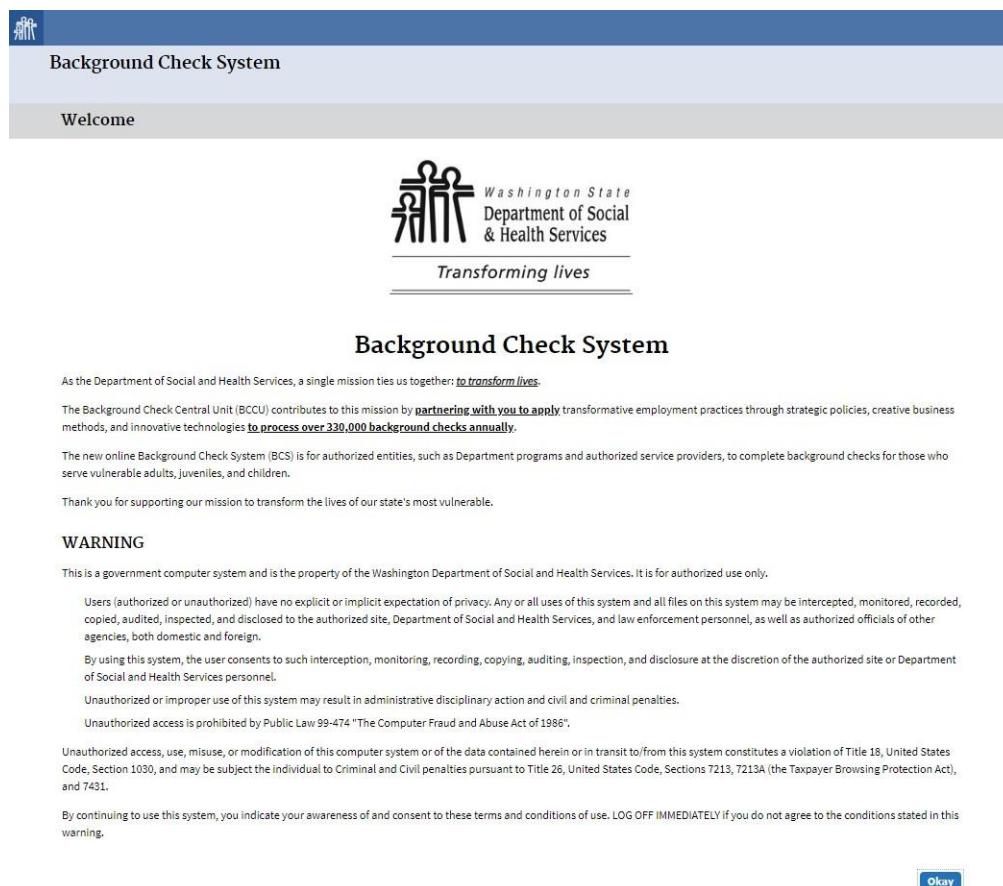 Background Check System
Welcome
Washington State
Department of Social
& Health Services
Transforming lives
Background Check System
As the Department of Social and Health Services, a single mission ties us together: to transform lives.
The Background Check Central Unit (BCCU) contributes to this mission by partnering with you to apply transformative employment practices through strategic policies, creative business
methods, and innovative technologies to process over 330,000 background checks annually.
The new online Background Check System (BCS) is for authorized entities, such as Department programs and authorized service providers, to complete background checks for those who
serve vulnerable adults, juveniles, and children.
Thank you for supporting our mission to transform the lives of our state's most vulnerable.
WARNING
This is a government computer system and is the property of the Washington Department of Social and Health Services. It is for authorized use only.
Users (authorized or unauthorized) have no explicit or implicit expectation of privacy. Any or all uses of this system and all files on this system may be intercepted, monitored, recorded,
copied, audited, inspected, and disclosed to the authorized site, Department of Social and Health Services, and law enforcement personnel, as well as authorized officials of other
agencies, both domestic and foreign.
By using this system, the user consents to such interception, monitoring, recording, copying, auditing, inspection, and disclosure at the discretion of the authorized site or Department
of Social and Health Services personnel.
Unauthorized or improper use of this system may result in administrative disciplinary action and civil and criminal penalties.
Unauthorized access is prohibited by Public Law 99-474 "The Computer Fraud and Abuse Act of 1986".
Unauthorized access, use, misuse, or modification of this computer system or of the data contained herein or in transit to/from this system constitutes a violation of Title 18, United States
Code, Section 1030, and may be subject the individual to Criminal and Civil penalties pursuant to Title 26, United States Code, Sections 7213, 7213A (the Taxpayer Browsing Protection Act),
and 7431.
By continuing to use this system, you indicate your awareness of and consent to these terms and conditions of use. LOG OFF IMMEDIATELY if you do not agree to the conditions stated in this
warning.
Okay